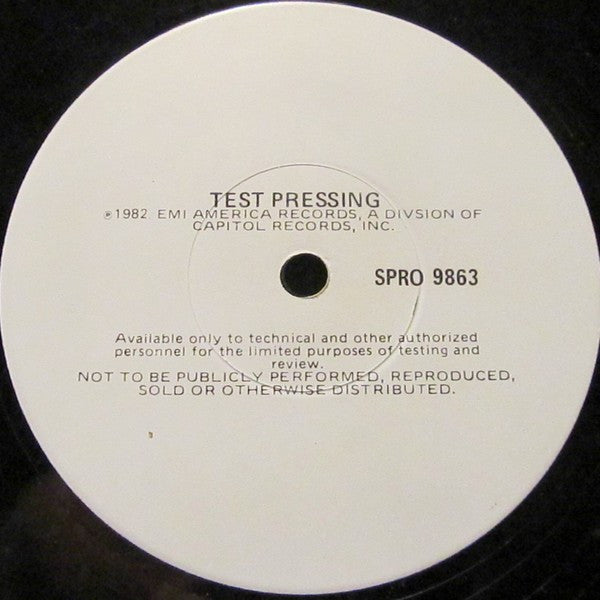 TEST PRESSING
℗1982 EMI AMERICA RECORDS, A DIVSION OF
CAPITOL RECORDS, INC.
SPRO 9863
Available only to technical and other authorized
personnel for the limited purposes of testing and
review.
NOT TO BE PUBLICLY PERFORMED, REPRODUCED,
SOLD OR OTHERWISE DISTRIBUTED.